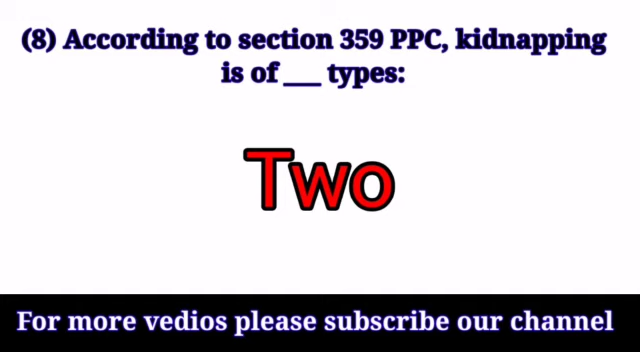 (8) According to section 359 PPC, kidnapping
is of ___ types:
Two
For more vedios please subscribe our channel